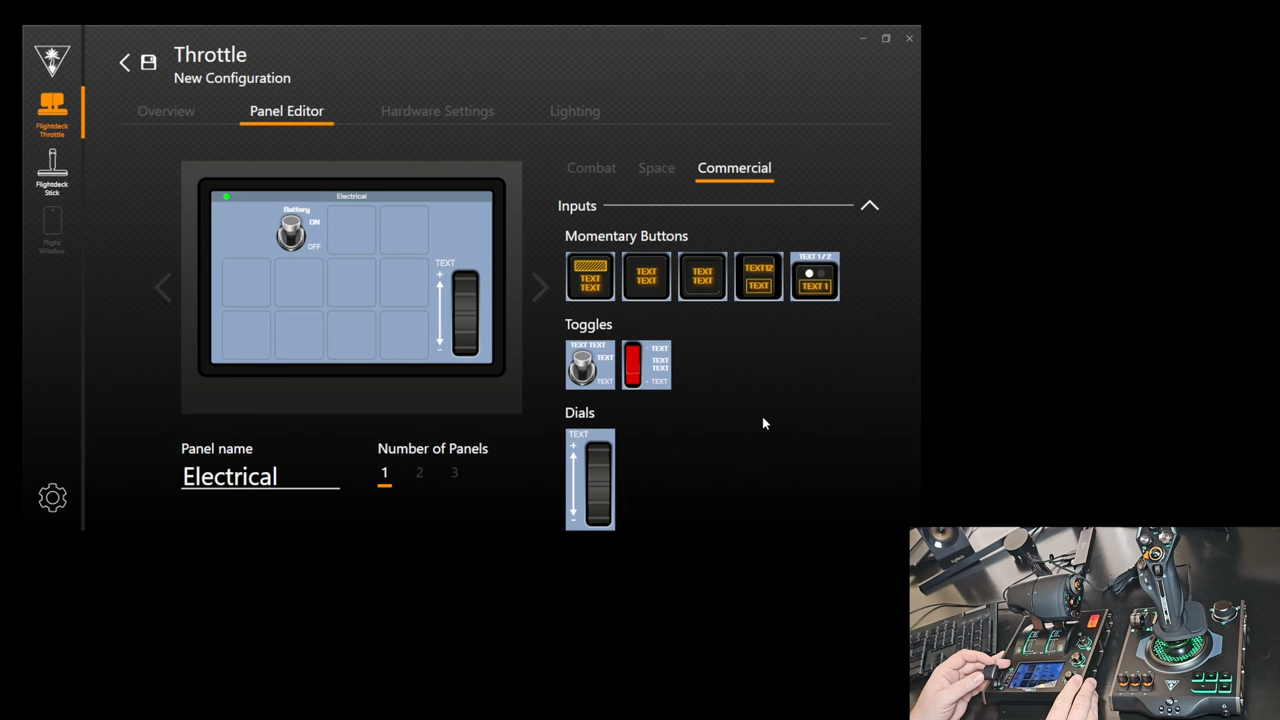 Throttle
New Configuration
Flightdeck
Throttle
Flightdeck
Stick
Flight
Window
Overview
Panel Editor
Hardware Settings
Lighting
Electrical
Battery
ON
OFF
TEXT
+
-
Panel name
Electrical
Number of Panels
1 2 3
Combat
Space
Commercial
Inputs
Momentary Buttons
TEXT
TEXT
TEXT
TEXT
TEXT
TEXT
TEXT12
TEXT
TEXT 1/2
TEXT 1
Toggles
TEXT TEXT
TEXT
TEXT
- TEXT
TEXT
TEXT
- TEXT
Dials
TEXT
+
-